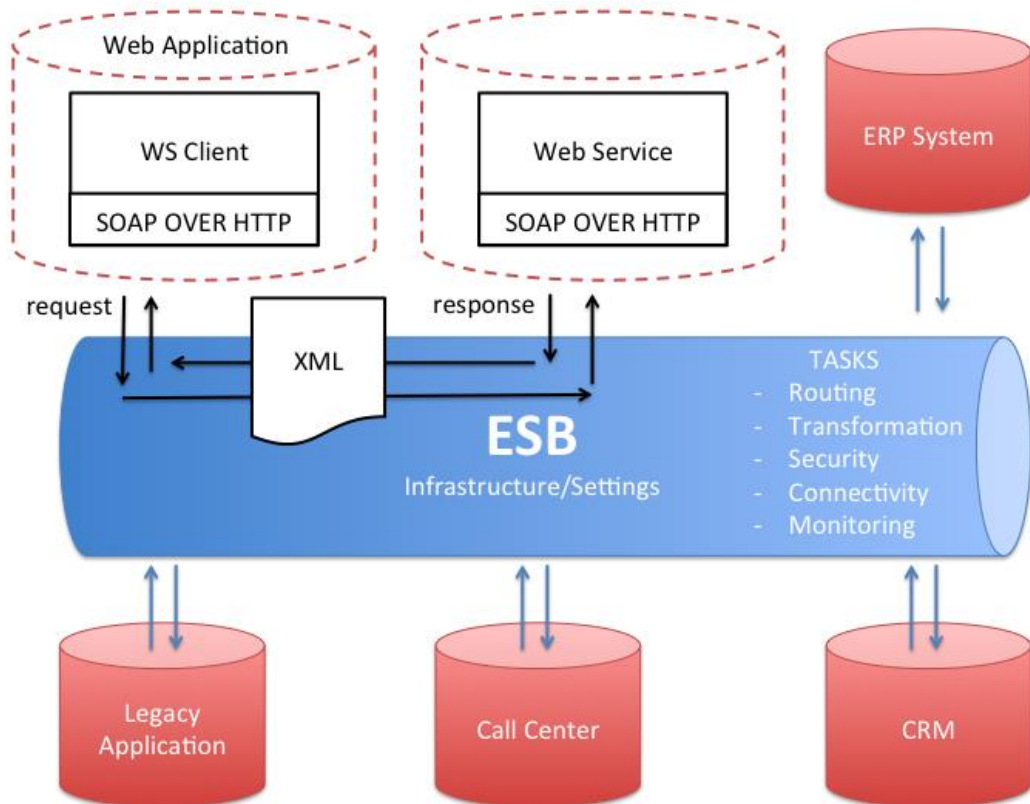 Web Application
WS Client
SOAP OVER HTTP
Web Service
SOAP OVER HTTP
ERP System
request
response
XML
ESB
Infrastructure/Settings
TASKS
- Routing
- Transformation
- Security
- Connectivity
- Monitoring
Legacy
Application
Call Center
CRM